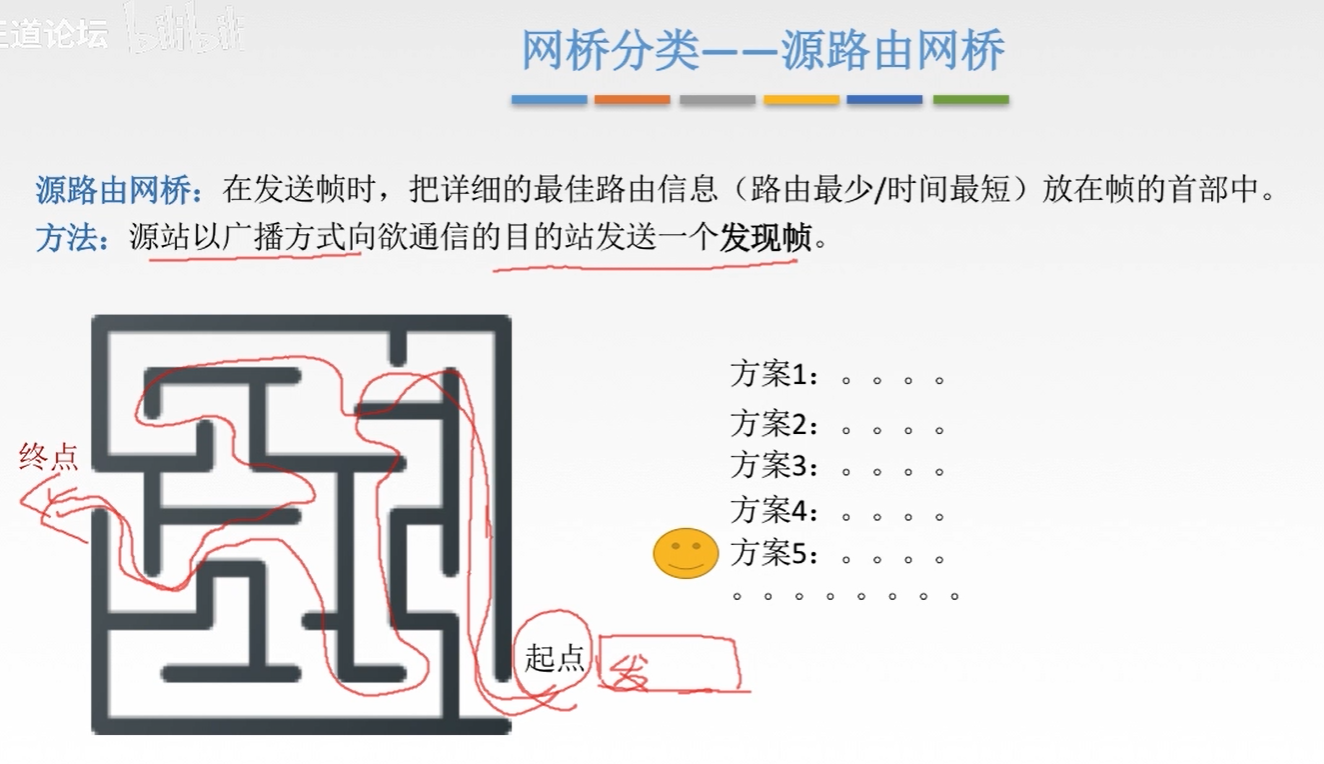 王道论坛 bilibili
网桥分类——源路由网桥
源路由网桥：在发送帧时，把详细的最佳路由信息（路由最少/时间最短）放在帧的首部中。
方法：源站以广播方式向欲通信的目的站发送一个发现帧。
方案1：。。。。
方案2：。。。。
终点
方案3：。。。。
方案4：。。。。
方案5：。。。。
。。。。。。。。
起点
发